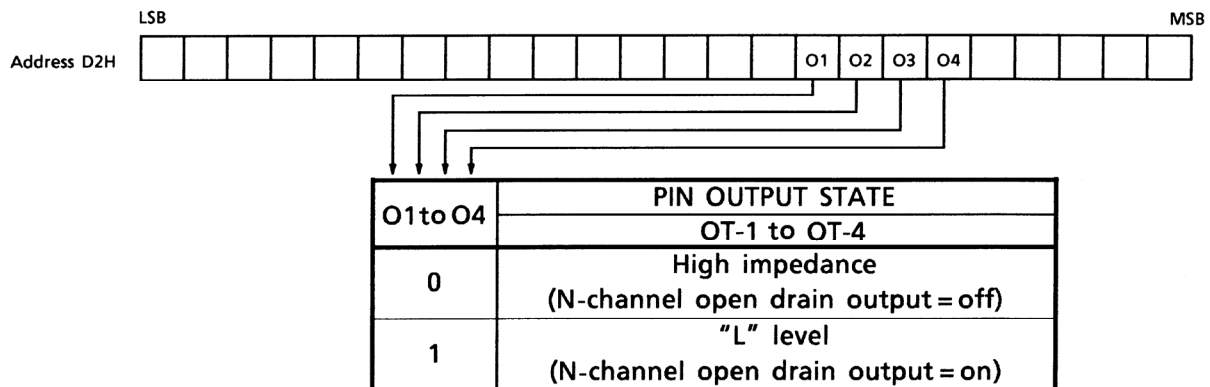 LSB MSB
Address D2H O1 O2 O3 O4
O1 to O4
PIN OUTPUT STATE
OT-1 to OT-4
0
High impedance
(N-channel open drain output = off)
1
"L" level
(N-channel open drain output = on)